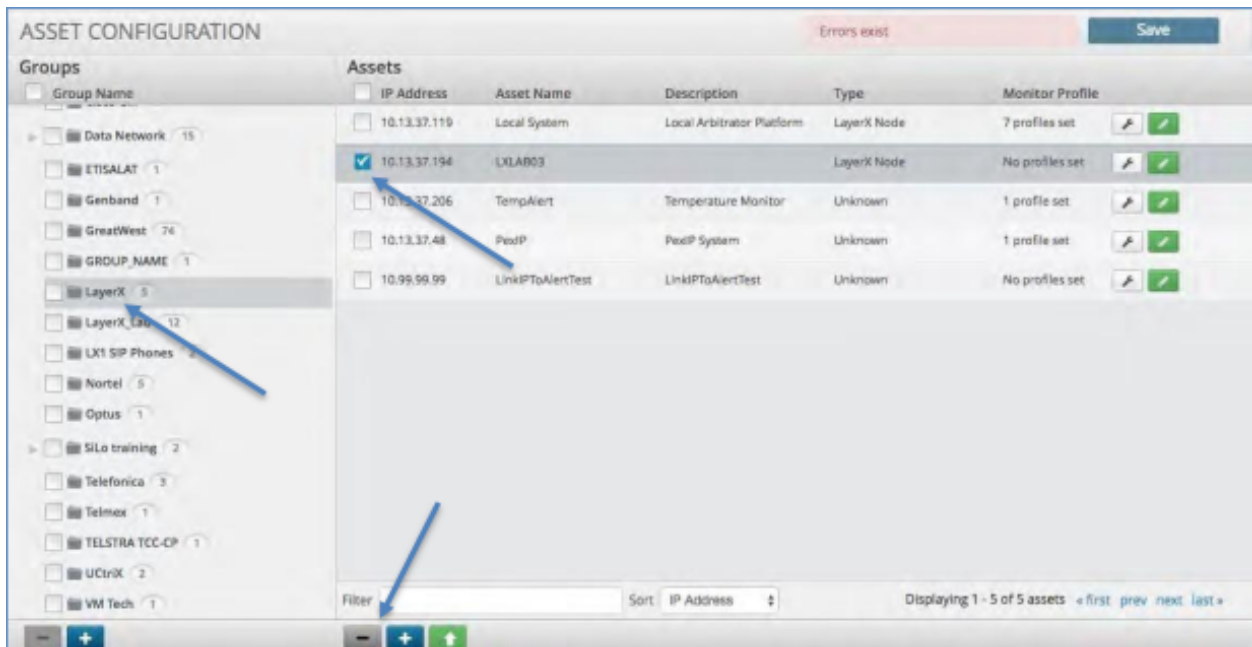 ASSET CONFIGURATION
Errors exist
Save
Groups
Group Name
Data Network 15
ETISALAT 1
Genband 1
GreatWest 74
GROUP_NAME 1
LayerX 5
LayerX_Lab 12
LX1 SIP Phones 2
Nortel 5
Optus 1
SiLo training 2
Telefonica 3
Telmex 1
TELSTRA TCC-CP 1
UCtriX 2
VM Tech 1
Assets
IP Address Asset Name Description Type Monitor Profile
10.13.37.119 Local System Local Arbitrator Platform LayerX Node 7 profiles set
10.13.37.194 LXLAB03 LayerX Node No profiles set
10.13.37.206 TempAlert Temperature Monitor Unknown 1 profile set
10.13.37.48 PexIP PexIP System Unknown 1 profile set
10.99.99.99 LinkIPToAlertTest LinkIPToAlertTest Unknown No profiles set
Filter Sort IP Address Displaying 1 - 5 of 5 assets «first prev next last»